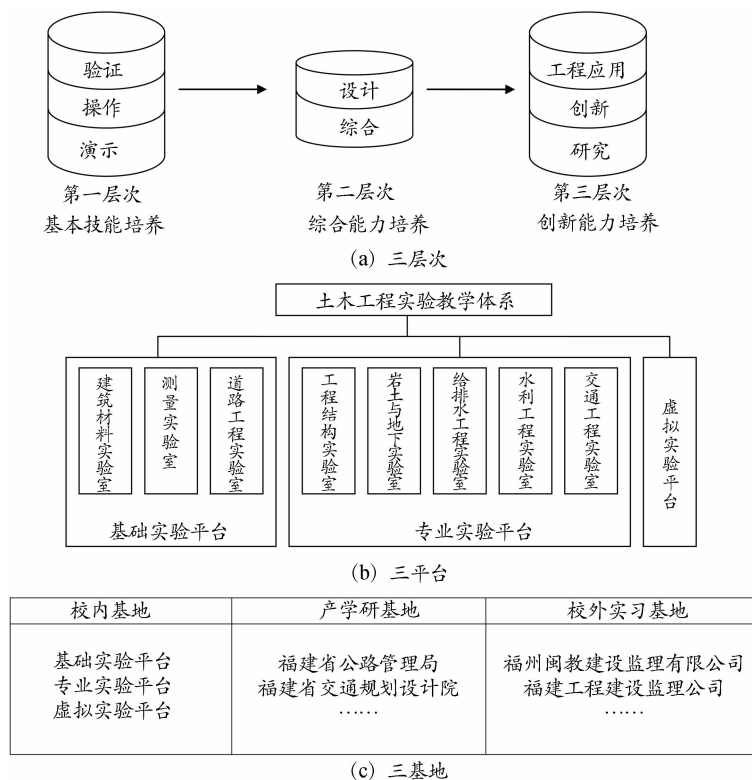 验证
操作
演示
第一层次
基本技能培养
设计
综合
第二层次
综合能力培养
工程应用
创新
研究
第三层次
创新能力培养
(a) 三层次
土木工程实验教学体系
建筑材料实验室
测量实验室
道路工程实验室
基础实验平台
工程结构实验室
岩土与地下实验室
给排水工程实验室
水利工程实验室
交通工程实验室
专业实验平台
虚拟实验平台
(b) 三平台
校内基地
产学研基地
校外实习基地
基础实验平台
专业实验平台
虚拟实验平台
福建省公路管理局
福建省交通规划设计院
……
福州闽教建设监理有限公司
福建工程建设监理公司
……
(c) 三基地